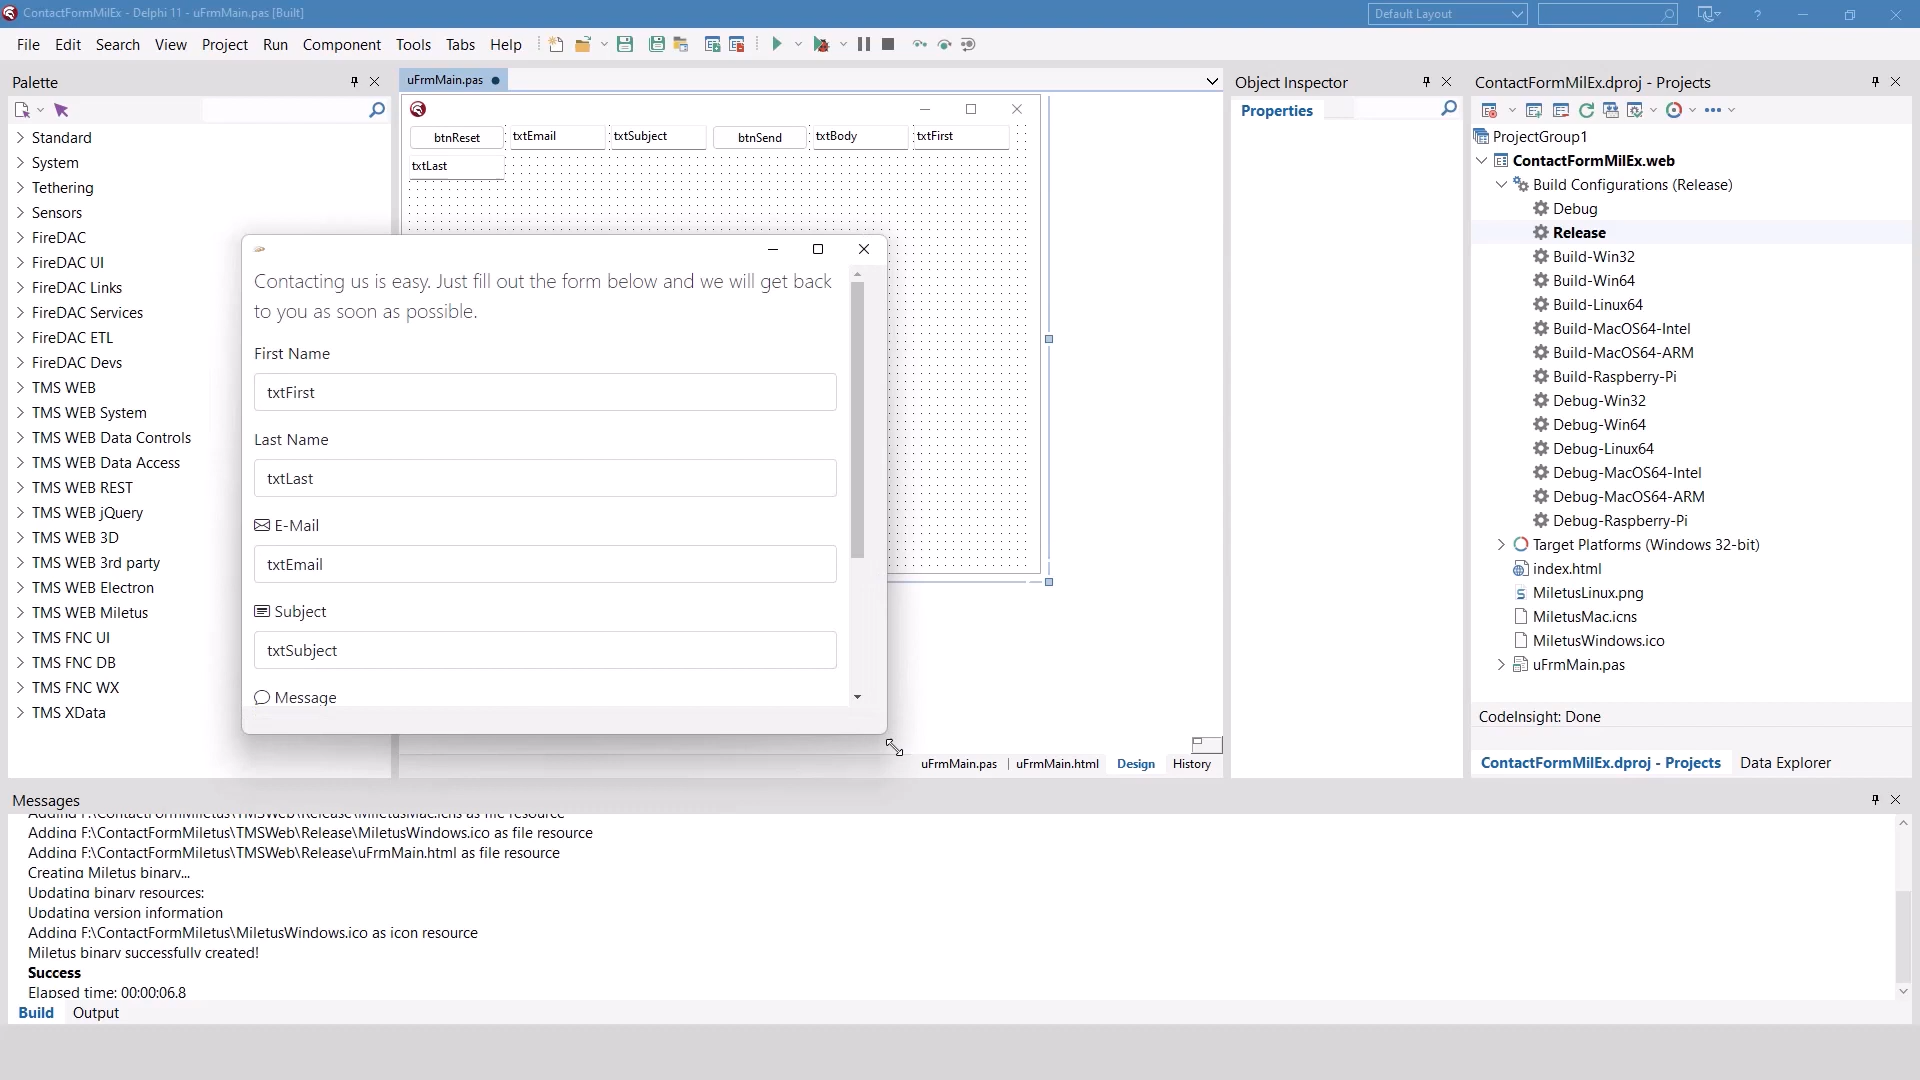 ContactFormMilEx - Delphi 11 - uFrmMain.pas [Built]
Default Layout
File Edit Search View Project Run Component Tools Tabs Help
Palette
Standard
System
Tethering
Sensors
FireDAC
FireDAC UI
FireDAC Links
FireDAC Services
FireDAC ETL
FireDAC Devs
TMS WEB
TMS WEB System
TMS WEB Data Controls
TMS WEB Data Access
TMS WEB REST
TMS WEB jQuery
TMS WEB 3D
TMS WEB 3rd party
TMS WEB Electron
TMS WEB Miletus
TMS FNC UI
TMS FNC DB
TMS FNC WX
TMS XData
uFrmMain.pas
btnReset txtEmail txtSubject btnSend txtBody txtFirst
txtLast
Contacting us is easy. Just fill out the form below and we will get back
to you as soon as possible.
First Name
txtFirst
Last Name
txtLast
E-Mail
txtEmail
Subject
txtSubject
Message
uFrmMain.pas uFrmMain.html Design History
Object Inspector
Properties
ContactFormMilEx.dproj - Projects
ProjectGroup1
ContactFormMilEx.web
Build Configurations (Release)
Debug
Release
Build-Win32
Build-Win64
Build-Linux64
Build-MacOS64-Intel
Build-MacOS64-ARM
Build-Raspberry-Pi
Debug-Win32
Debug-Win64
Debug-Linux64
Debug-MacOS64-Intel
Debug-MacOS64-ARM
Debug-Raspberry-Pi
Target Platforms (Windows 32-bit)
index.html
MiletusLinux.png
MiletusMac.icns
MiletusWindows.ico
uFrmMain.pas
CodeInsight: Done
ContactFormMilEx.dproj - Projects Data Explorer
Messages
Adding F:\ContactFormMiletus\TMSWeb\Release\MiletusMac.icns as file resource
Adding F:\ContactFormMiletus\TMSWeb\Release\MiletusWindows.ico as file resource
Adding F:\ContactFormMiletus\TMSWeb\Release\uFrmMain.html as file resource
Creating Miletus binary...
Updating binary resources:
Updating version information
Adding F:\ContactFormMiletus\MiletusWindows.ico as icon resource
Miletus binary successfully created!
Success
Elapsed time: 00:00:06.8
Build Output